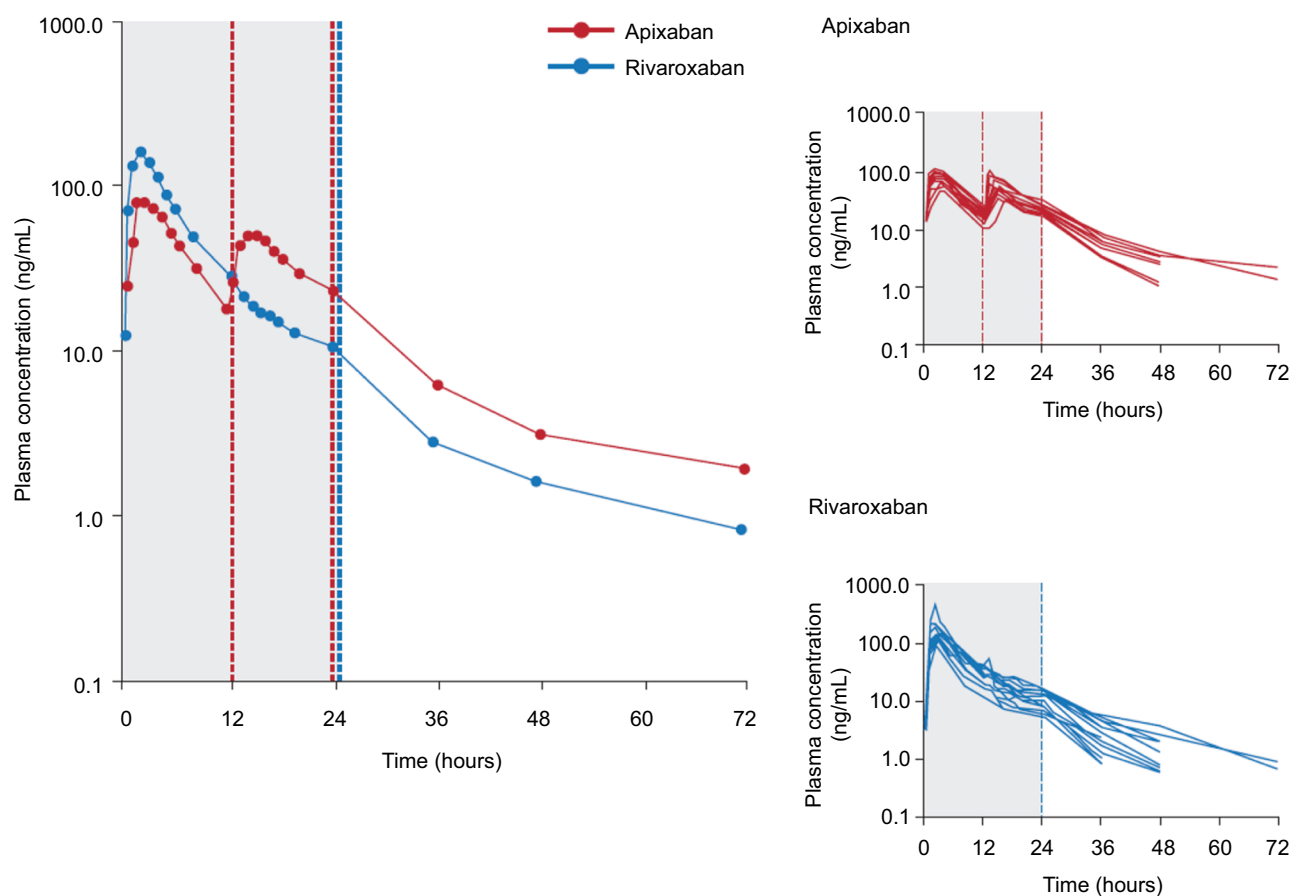 Apixaban
Rivaroxaban
1000.0
100.0
10.0
1.0
0.1
Plasma concentration (ng/mL)
0 12 24 36 48 60 72
Time (hours)
Apixaban
1000.0
100.0
10.0
1.0
0.1
Plasma concentration
(ng/mL)
0 12 24 36 48 60 72
Time (hours)
Rivaroxaban
1000.0
100.0
10.0
1.0
0.1
Plasma concentration
(ng/mL)
0 12 24 36 48 60 72
Time (hours)